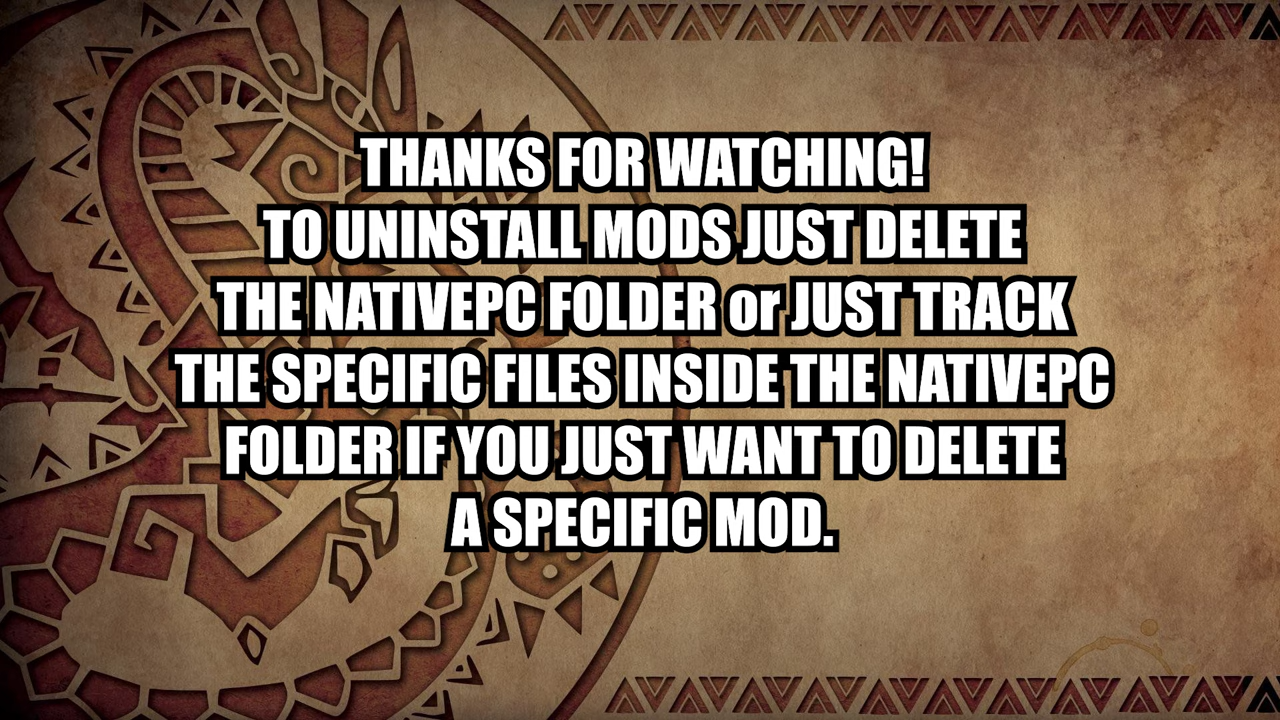 THANKS FOR WATCHING!
TO UNINSTALL MODS JUST DELETE
THE NATIVEPC FOLDER or JUST TRACK
THE SPECIFIC FILES INSIDE THE NATIVEPC
FOLDER IF YOU JUST WANT TO DELETE
A SPECIFIC MOD.